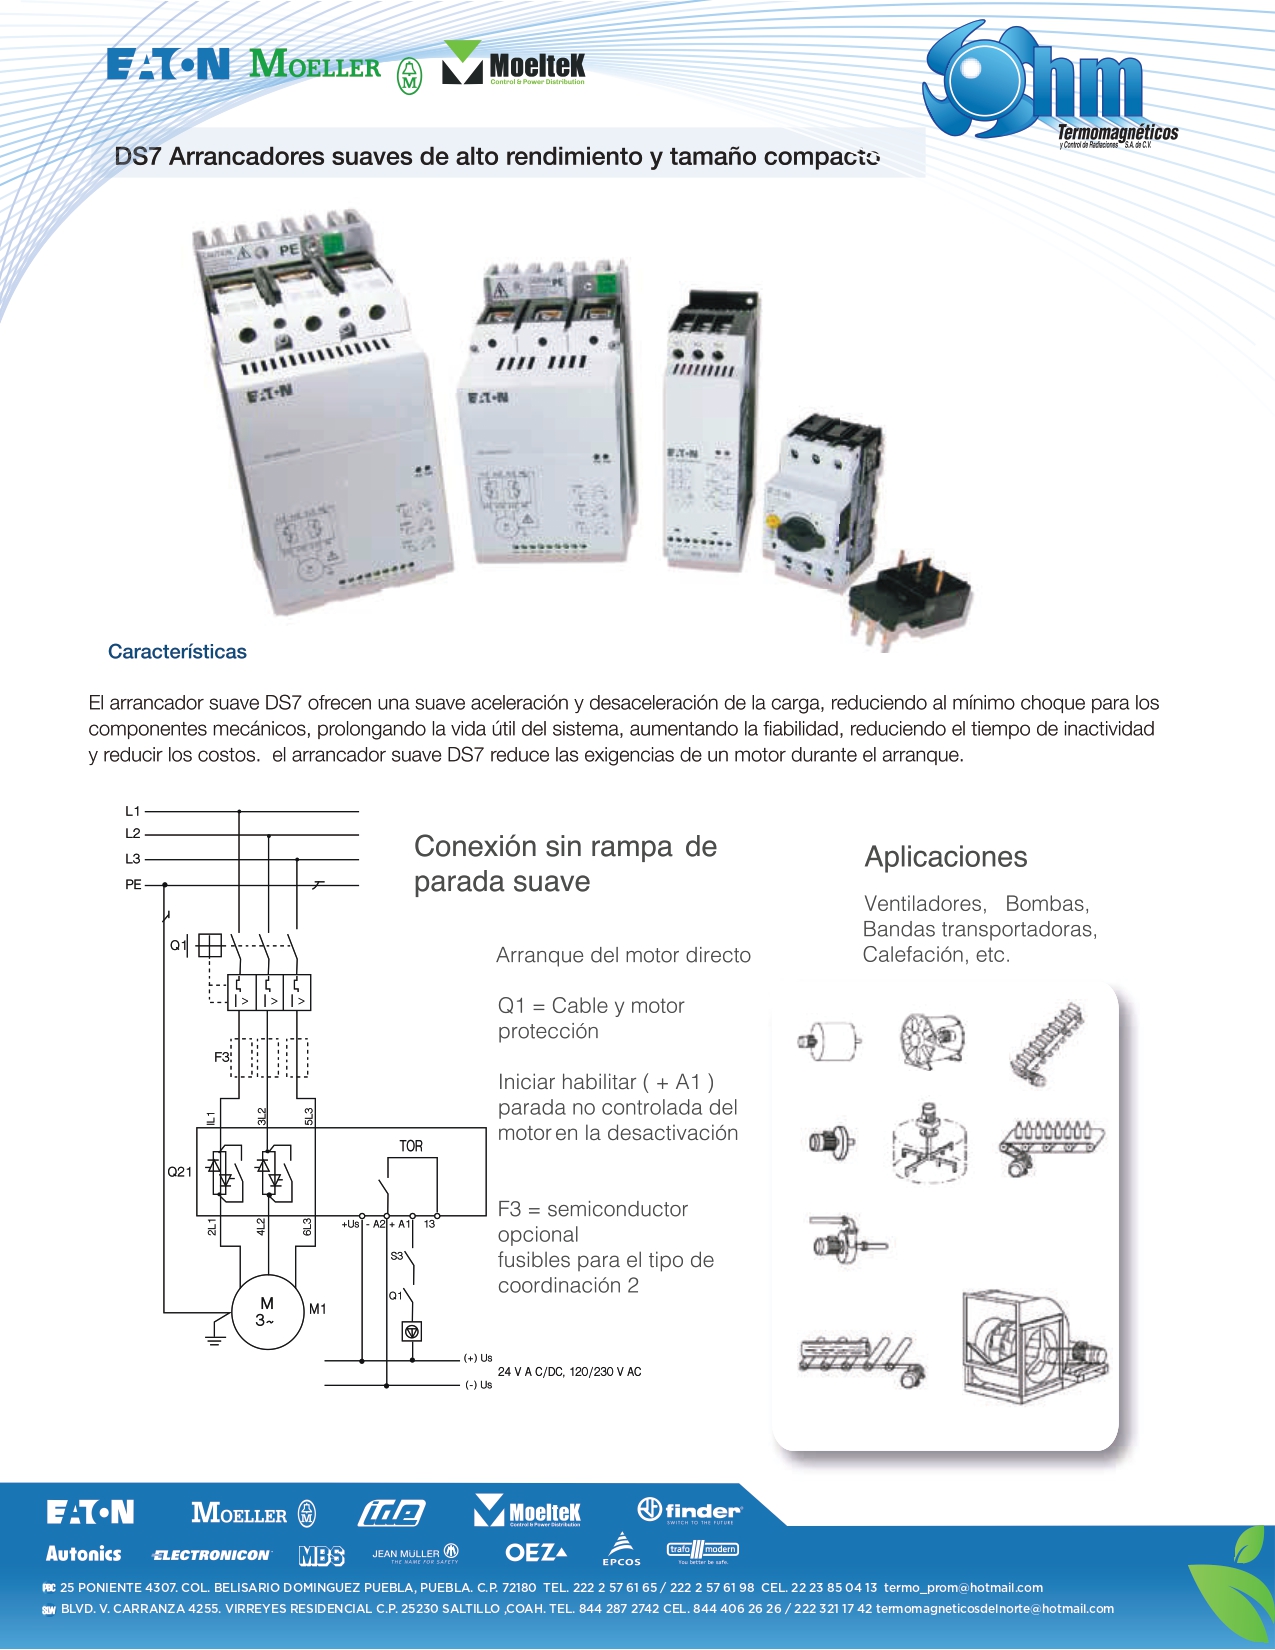 EATON MOELLER MoelteK
Control & Power Distribution
Ohm
Termomagnéticos
y Control de Radiaciones S.A. de C.V.
DS7 Arrancadores suaves de alto rendimiento y tamaño compacto
PE
EATON
EATON
EATON
Características
El arrancador suave DS7 ofrecen una suave aceleración y desaceleración de la carga, reduciendo al mínimo choque para los
componentes mecánicos, prolongando la vida útil del sistema, aumentando la fiabilidad, reduciendo el tiempo de inactividad
y reducir los costos. el arrancador suave DS7 reduce las exigencias de un motor durante el arranque.
L1
L2
L3
PE
Q1
I> I> I>
F3
1L1 3L2 5L3
TOR
Q21
2L1 4L2 6L3
+Us - A2 + A1 13
S3
Q1
M
3~
M1
(+) Us
24 V A C/DC, 120/230 V AC
(-) Us
Conexión sin rampa de
parada suave
Arranque del motor directo
Q1 = Cable y motor
protección
Iniciar habilitar ( + A1 )
parada no controlada del
motor en la desactivación
F3 = semiconductor
opcional
fusibles para el tipo de
coordinación 2
Aplicaciones
Ventiladores, Bombas,
Bandas transportadoras,
Calefación, etc.
EATON MOELLER ide MoelteK finder
Control & Power Distribution SWITCH TO THE FUTURE
Autonics ELECTRONICON MBS JEAN MÜLLER OEZ EPCOS trafo modern
THE NAME FOR SAFETY You better be safe.
25 PONIENTE 4307. COL. BELISARIO DOMINGUEZ PUEBLA, PUEBLA. C.P. 72180 TEL. 222 2 57 61 65 / 222 2 57 61 98 CEL. 22 23 85 04 13 termo_prom@hotmail.com
BLVD. V. CARRANZA 4255. VIRREYES RESIDENCIAL C.P. 25230 SALTILLO ,COAH. TEL. 844 287 2742 CEL. 844 406 26 26 / 222 321 17 42 termomagneticosdelnorte@hotmail.com